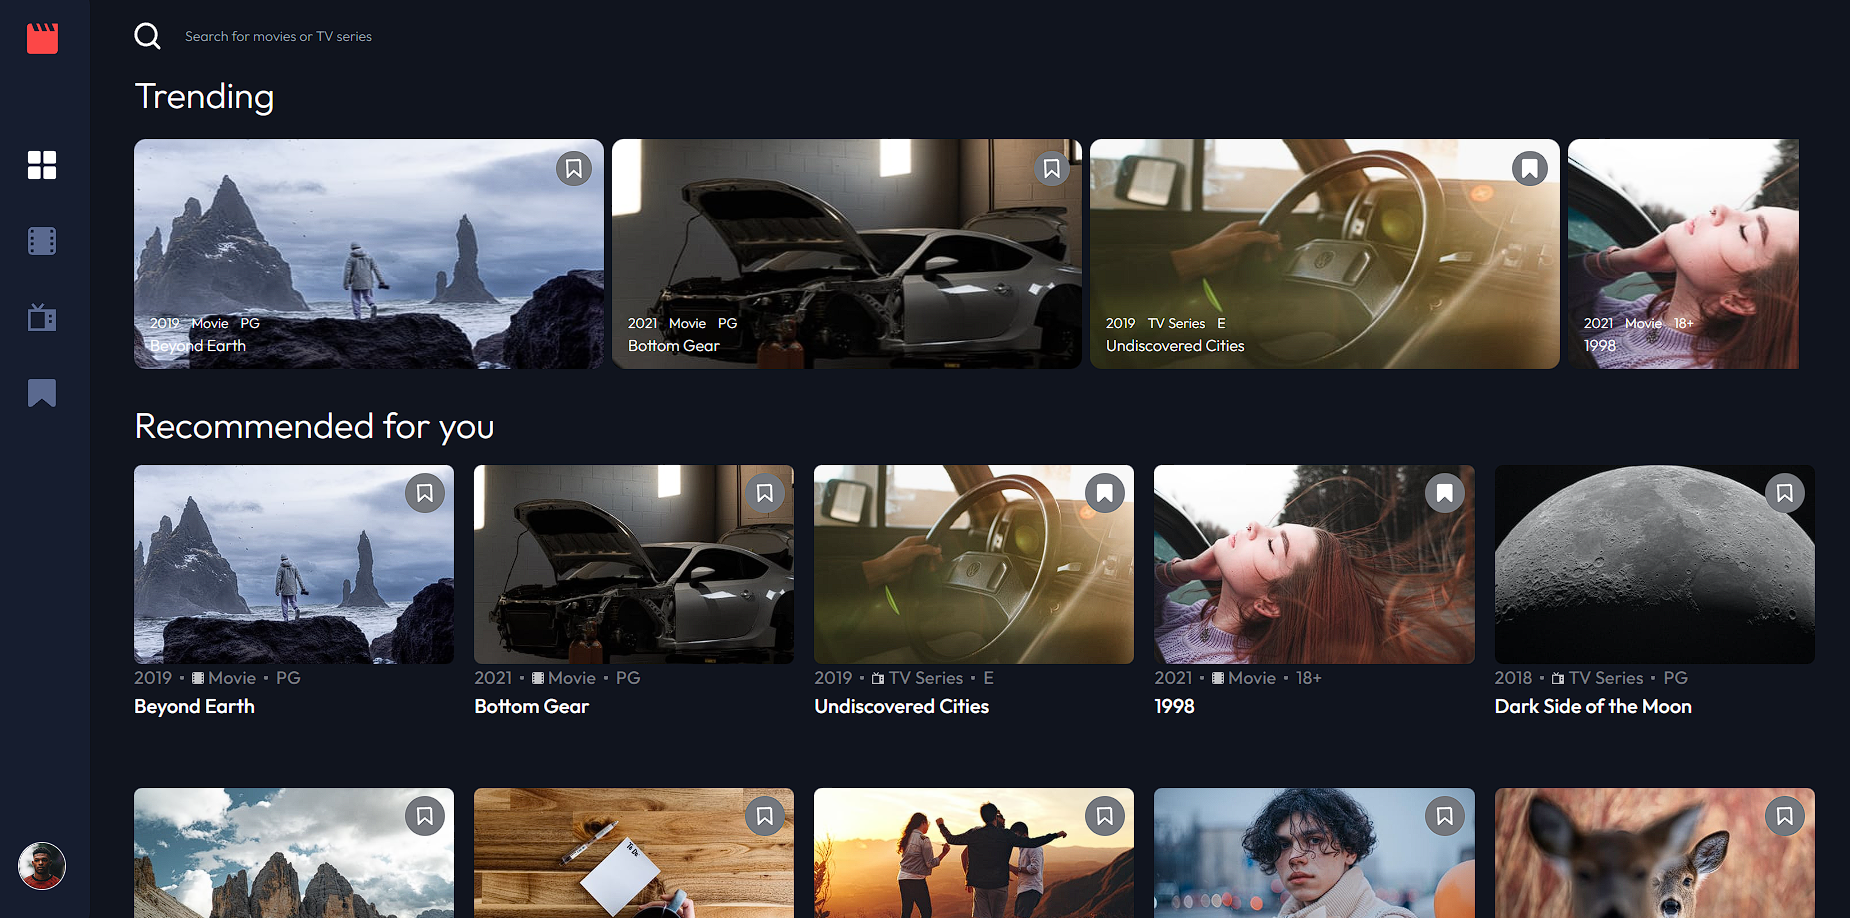 Search for movies or TV series
Trending
2019 Movie PG
Beyond Earth
2021 Movie PG
Bottom Gear
2019 TV Series E
Undiscovered Cities
2021 Movie 18+
1998
Recommended for you
2019 · Movie · PG
Beyond Earth
2021 · Movie · PG
Bottom Gear
2019 · TV Series · E
Undiscovered Cities
2021 · Movie · 18+
1998
2018 · TV Series · PG
Dark Side of the Moon
To Do